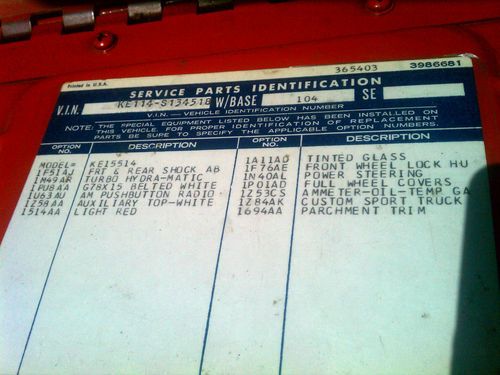 365403 3986681
Printed in U.S.A.
SERVICE PARTS IDENTIFICATION
V.I.N. KE114-S134518 W/BASE 104 SE
V.I.N. — VEHICLE IDENTIFICATION NUMBER
NOTE: THE SPECIAL EQUIPMENT LISTED BELOW HAS BEEN INSTALLED ON
THIS VEHICLE. FOR PROPER IDENTIFICATION OF REPLACEMENT
PARTS BE SURE TO SPECIFY THE APPLICABLE OPTION NUMBERS.
OPTION NO. DESCRIPTION OPTION NO. DESCRIPTION
MODEL= KE15514 1A11AD TINTED GLASS
1F51AJ FRT & REAR SHOCK AB 1F76AE FRONT WHEEL LOCK HU
1M49AR TURBO HYDRA-MATIC 1N40AL POWER STEERING
1PU8AA G78X15 BELTED WHITE 1P01AD FULL WHEEL COVERS
1U63AU AM PUSHBUTTON RADIO 1Z53CS AMMETER-OIL-TEMP GA
1Z58AA AUXILIARY TOP-WHITE 1Z84AK CUSTOM SPORT TRUCK
1514AA LIGHT RED 1694AA PARCHMENT TRIM